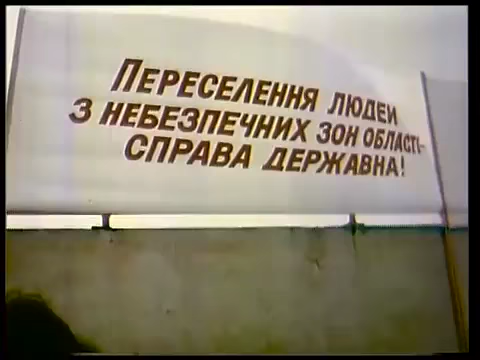 ПЕРЕСЕЛЕННЯ ЛЮДЕЙ
З НЕБЕЗПЕЧНИХ ЗОН ОБЛАСТІ-
СПРАВА ДЕРЖАВНА!